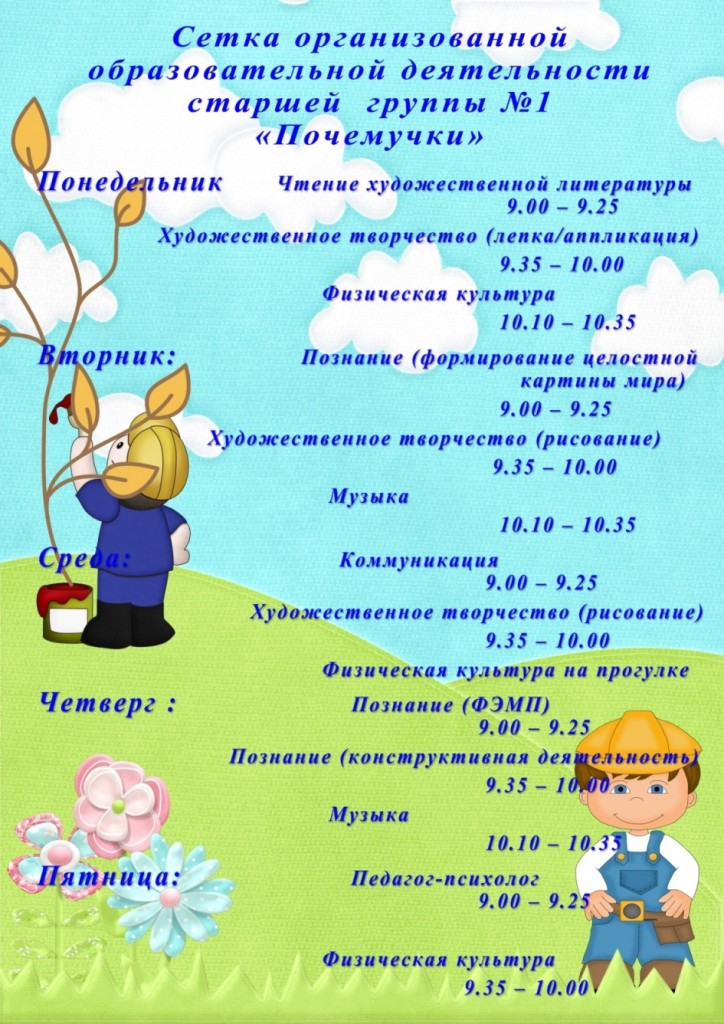 Сетка организованной
образовательной деятельности
старшей группы №1
«Почемучки»
Понедельник Чтение художественной литературы
9.00 – 9.25
Художественное творчество (лепка/аппликация)
9.35 – 10.00
Физическая культура
10.10 – 10.35
Вторник: Познание (формирование целостной
картины мира)
9.00 – 9.25
Художественное творчество (рисование)
9.35 – 10.00
Музыка
10.10 – 10.35
Среда: Коммуникация
9.00 – 9.25
Художественное творчество (рисование)
9.35 – 10.00
Физическая культура на прогулке
Четверг : Познание (ФЭМП)
9.00 – 9.25
Познание (конструктивная деятельность)
9.35 – 10.00
Музыка
10.10 – 10.35
Пятница: Педагог-психолог
9.00 – 9.25
Физическая культура
9.35 – 10.00